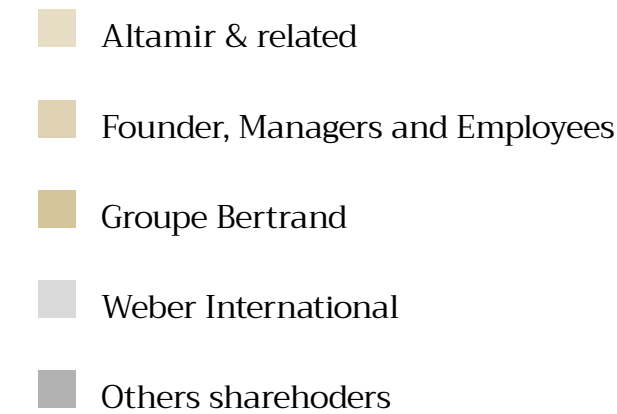 Altamir & related
Founder, Managers and Employees
Groupe Bertrand
Weber International
Others sharehoders